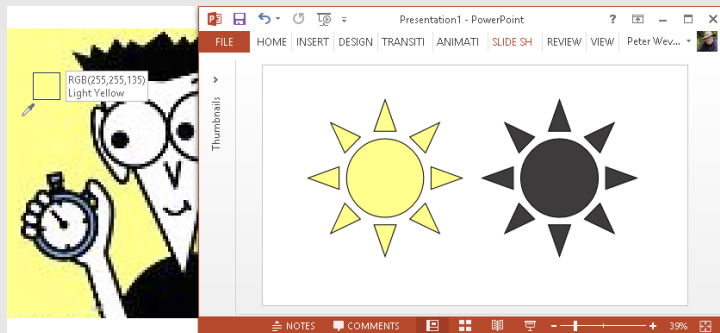 RGB(255,255,135)
Light Yellow
Presentation1 - PowerPoint
?
FILE HOME INSERT DESIGN TRANSITI ANIMATI SLIDE SH REVIEW VIEW Peter Wev...
Thumbnails
NOTES COMMENTS 39%